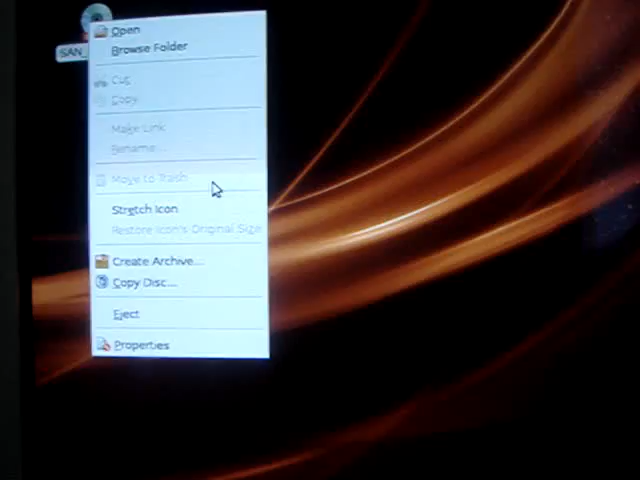 Open
SAN_
Browse Folder
Cut
Copy
Make Link
Rename...
Move to Trash
Stretch Icon
Restore Icon's Original Size
Create Archive...
Copy Disc...
Eject
Properties